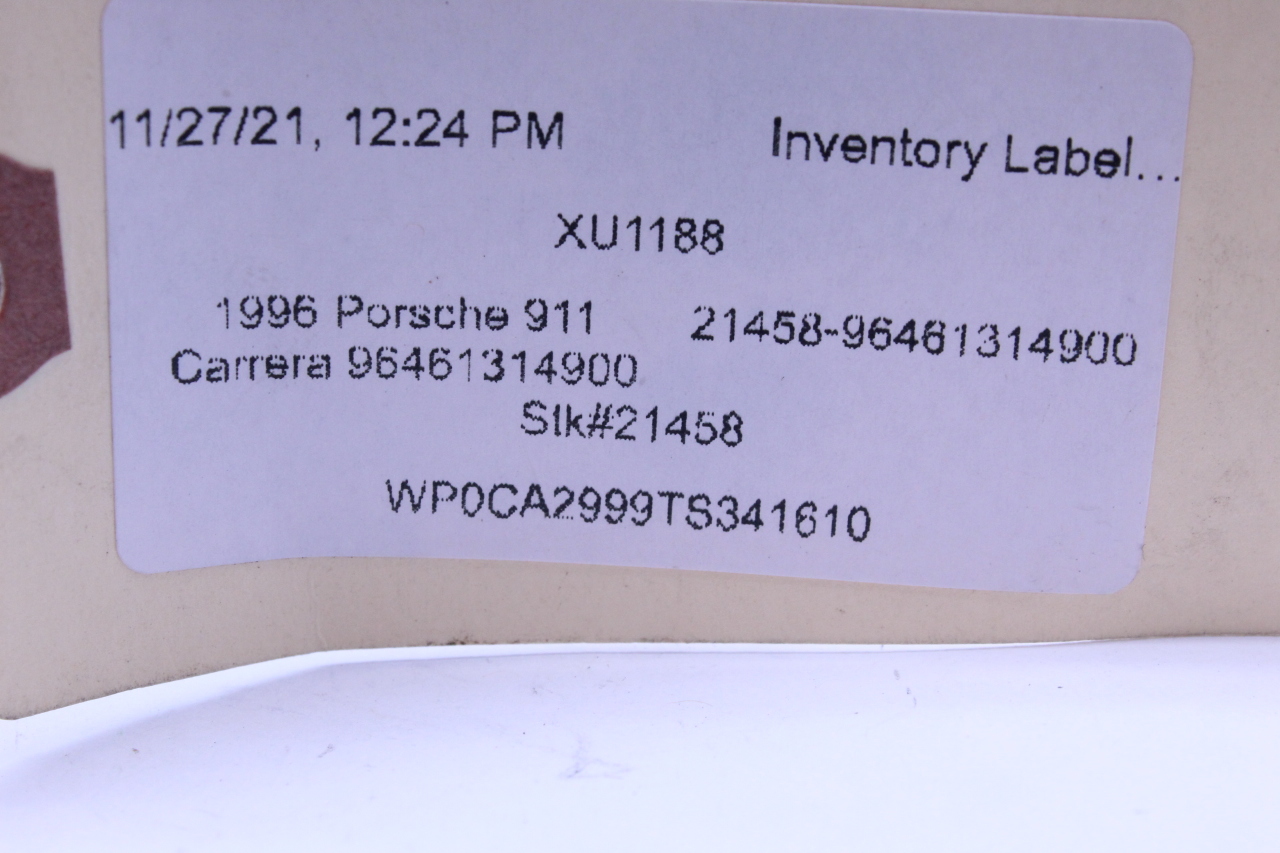 11/27/21, 12:24 PM Inventory Label...
XU1188
1996 Porsche 911 21458-96461314900
Carrera 96461314900
Stk#21458
WP0CA2999TS341610